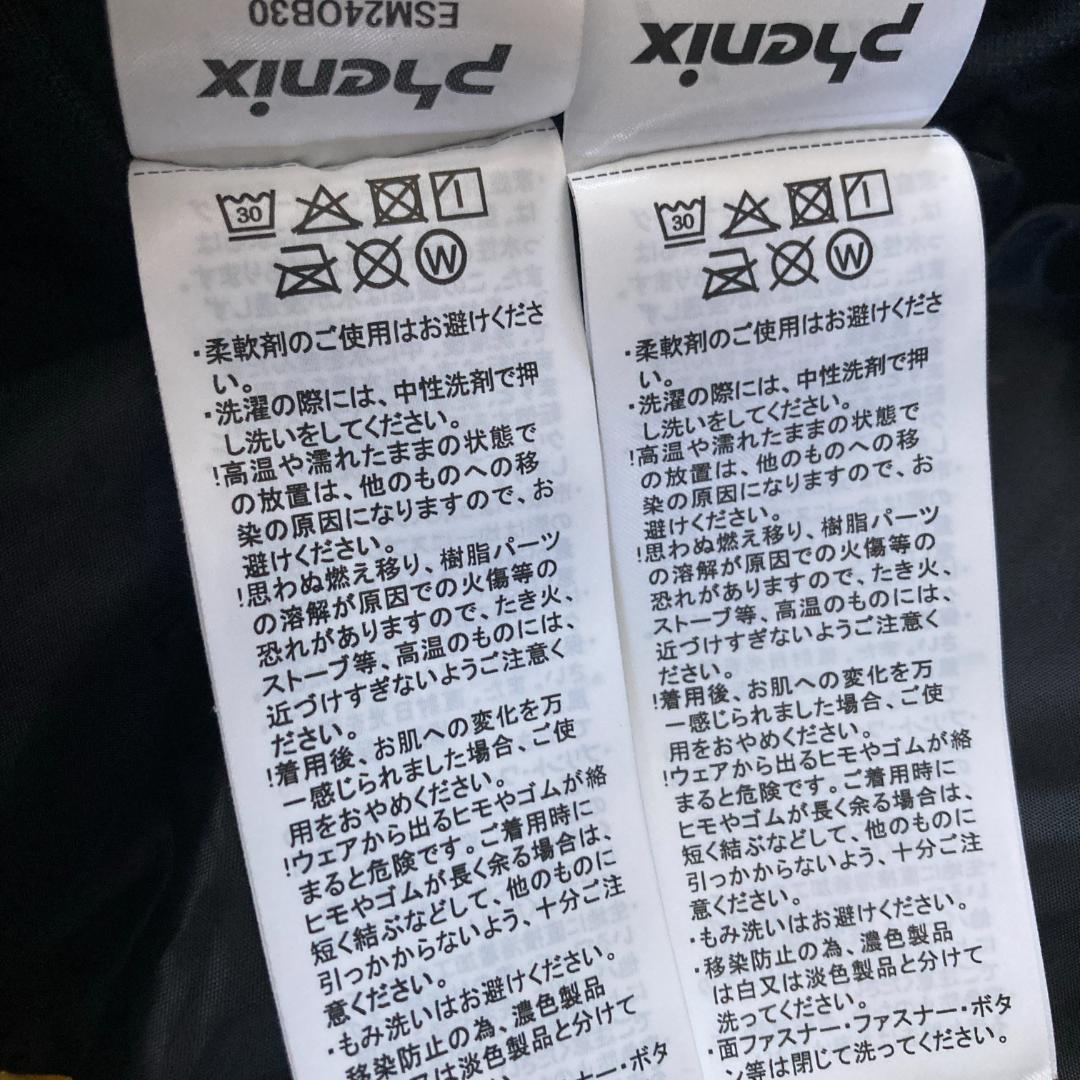 ESM24OB30
phenix
30
W
・柔軟剤のご使用はお避けくださ
い。
・洗濯の際には、中性洗剤で押
し洗いをしてください。
!高温や濡れたままの状態で
の放置は、他のものへの移
染の原因になりますので、お
避けください。
!思わぬ燃え移り、樹脂パーツ
の溶解が原因での火傷等の
恐れがありますので、たき火、
ストーブ等、高温のものには、
近づけすぎないようご注意く
ださい。
!着用後、お肌への変化を万
一感じられました場合、ご使
用をおやめください。
!ウェアから出るヒモやゴムが絡
まると危険です。ご着用時に
ヒモやゴムが長く余る場合は、
短く結ぶなどして、他のものに
引っかからないよう、十分ご注
意ください。
・もみ洗いはお避けください。
移染防止の為、濃色製品
又は淡色製品と分けて
ナー・ボタ
phenix
30
W
・柔軟剤のご使用はお避けくださ
い。
・洗濯の際には、中性洗剤で押
し洗いをしてください。
!高温や濡れたままの状態で
の放置は、他のものへの移
染の原因になりますので、お
避けください。
!思わぬ燃え移り、樹脂パーツ
の溶解が原因での火傷等の
恐れがありますので、たき火、
ストーブ等、高温のものには、
近づけすぎないようご注意く
ださい。
!着用後、お肌への変化を万
一感じられました場合、ご使
用をおやめください。
!ウェアから出るヒモやゴムが絡
まると危険です。ご着用時に
ヒモやゴムが長く余る場合は、
短く結ぶなどして、他のものに
引っかからないよう、十分ご注
意ください。
・もみ洗いはお避けください。
・移染防止の為、濃色製品
は白又は淡色製品と分けて
洗ってください。
・面ファスナー・ファスナー・ボタ
ン等は閉じて洗ってください。